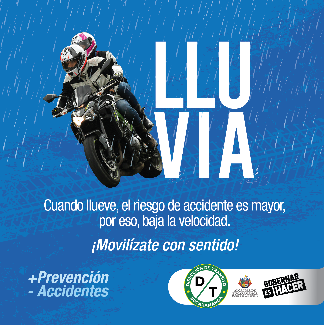 LLU
VIA
Cuando llueve, el riesgo de accidente es mayor,
por eso, baja la velocidad.
¡Movilízate con sentido!
+Prevención
- Accidentes
D/T
GOBERNAR
ES HACER